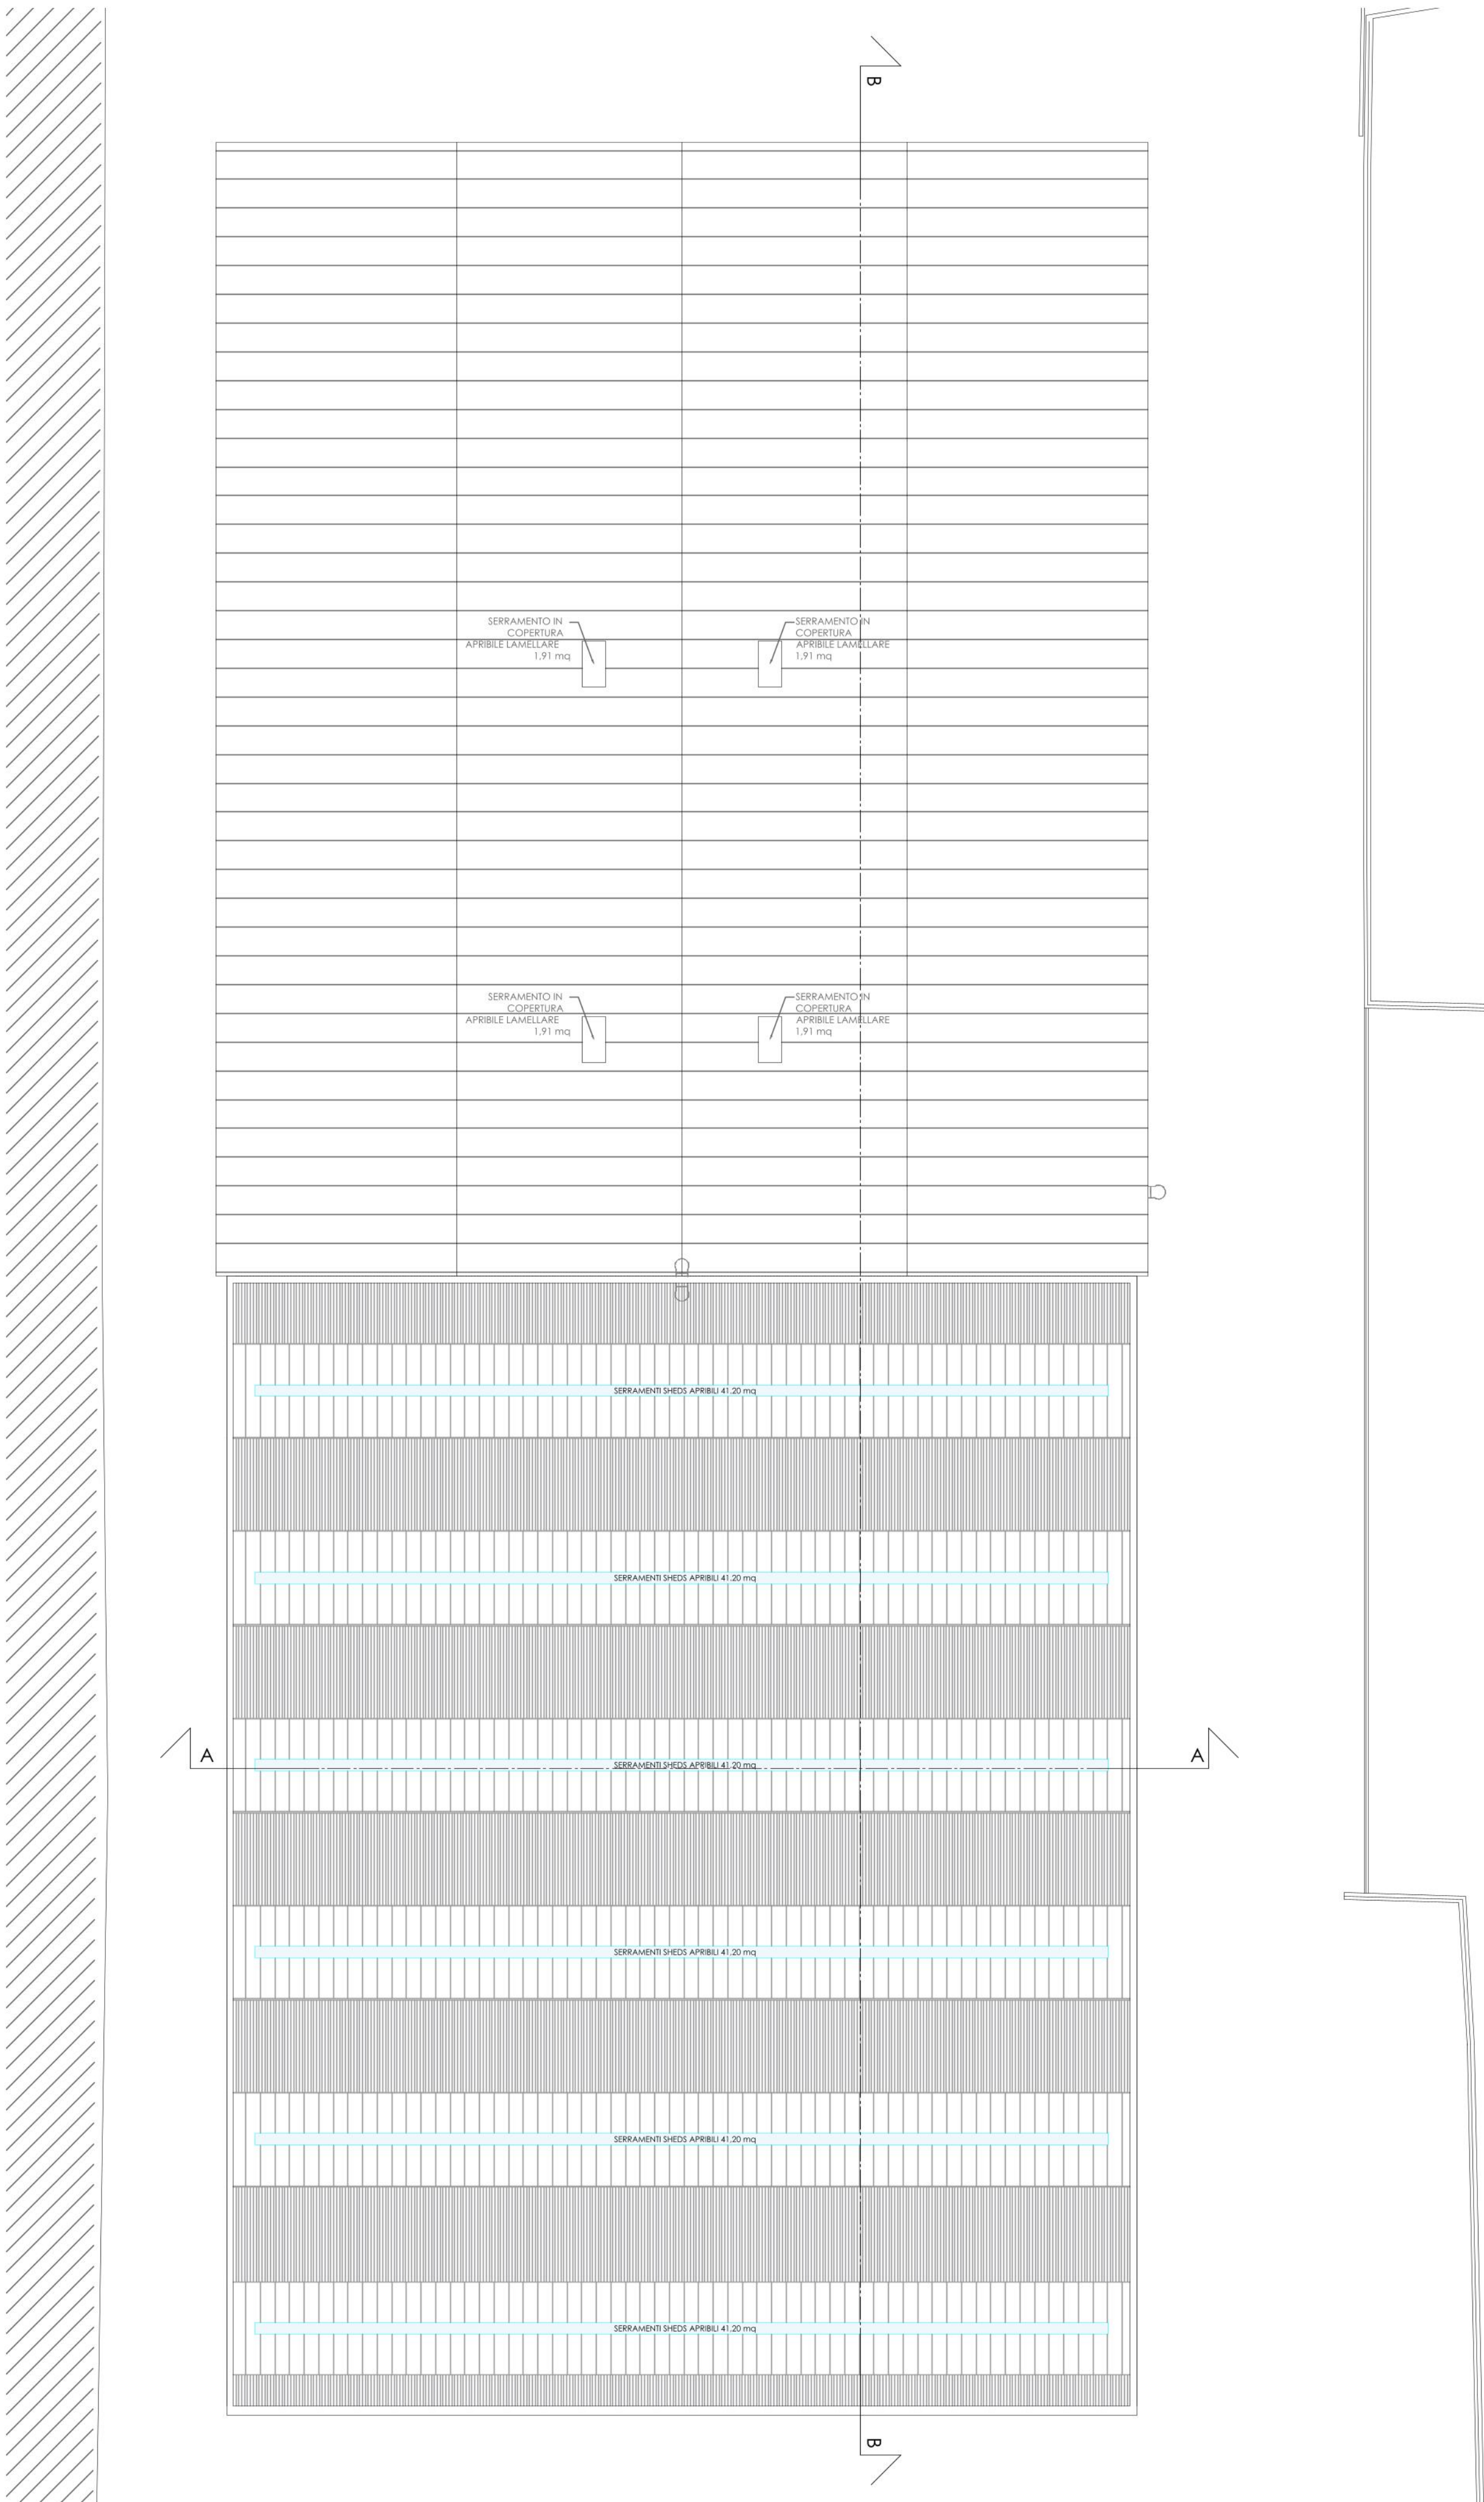 B
SERRAMENTO IN
COPERTURA
APRIBILE LAMELLARE
1,91 mq
SERRAMENTO IN
COPERTURA
APRIBILE LAMELLARE
1,91 mq
SERRAMENTO IN
COPERTURA
APRIBILE LAMELLARE
1,91 mq
SERRAMENTO IN
COPERTURA
APRIBILE LAMELLARE
1,91 mq
SERRAMENTI SHEDS APRIBILI 41,20 mq
SERRAMENTI SHEDS APRIBILI 41,20 mq
A
A
SERRAMENTI SHEDS APRIBILI 41,20 mq
SERRAMENTI SHEDS APRIBILI 41,20 mq
SERRAMENTI SHEDS APRIBILI 41,20 mq
SERRAMENTI SHEDS APRIBILI 41,20 mq
B